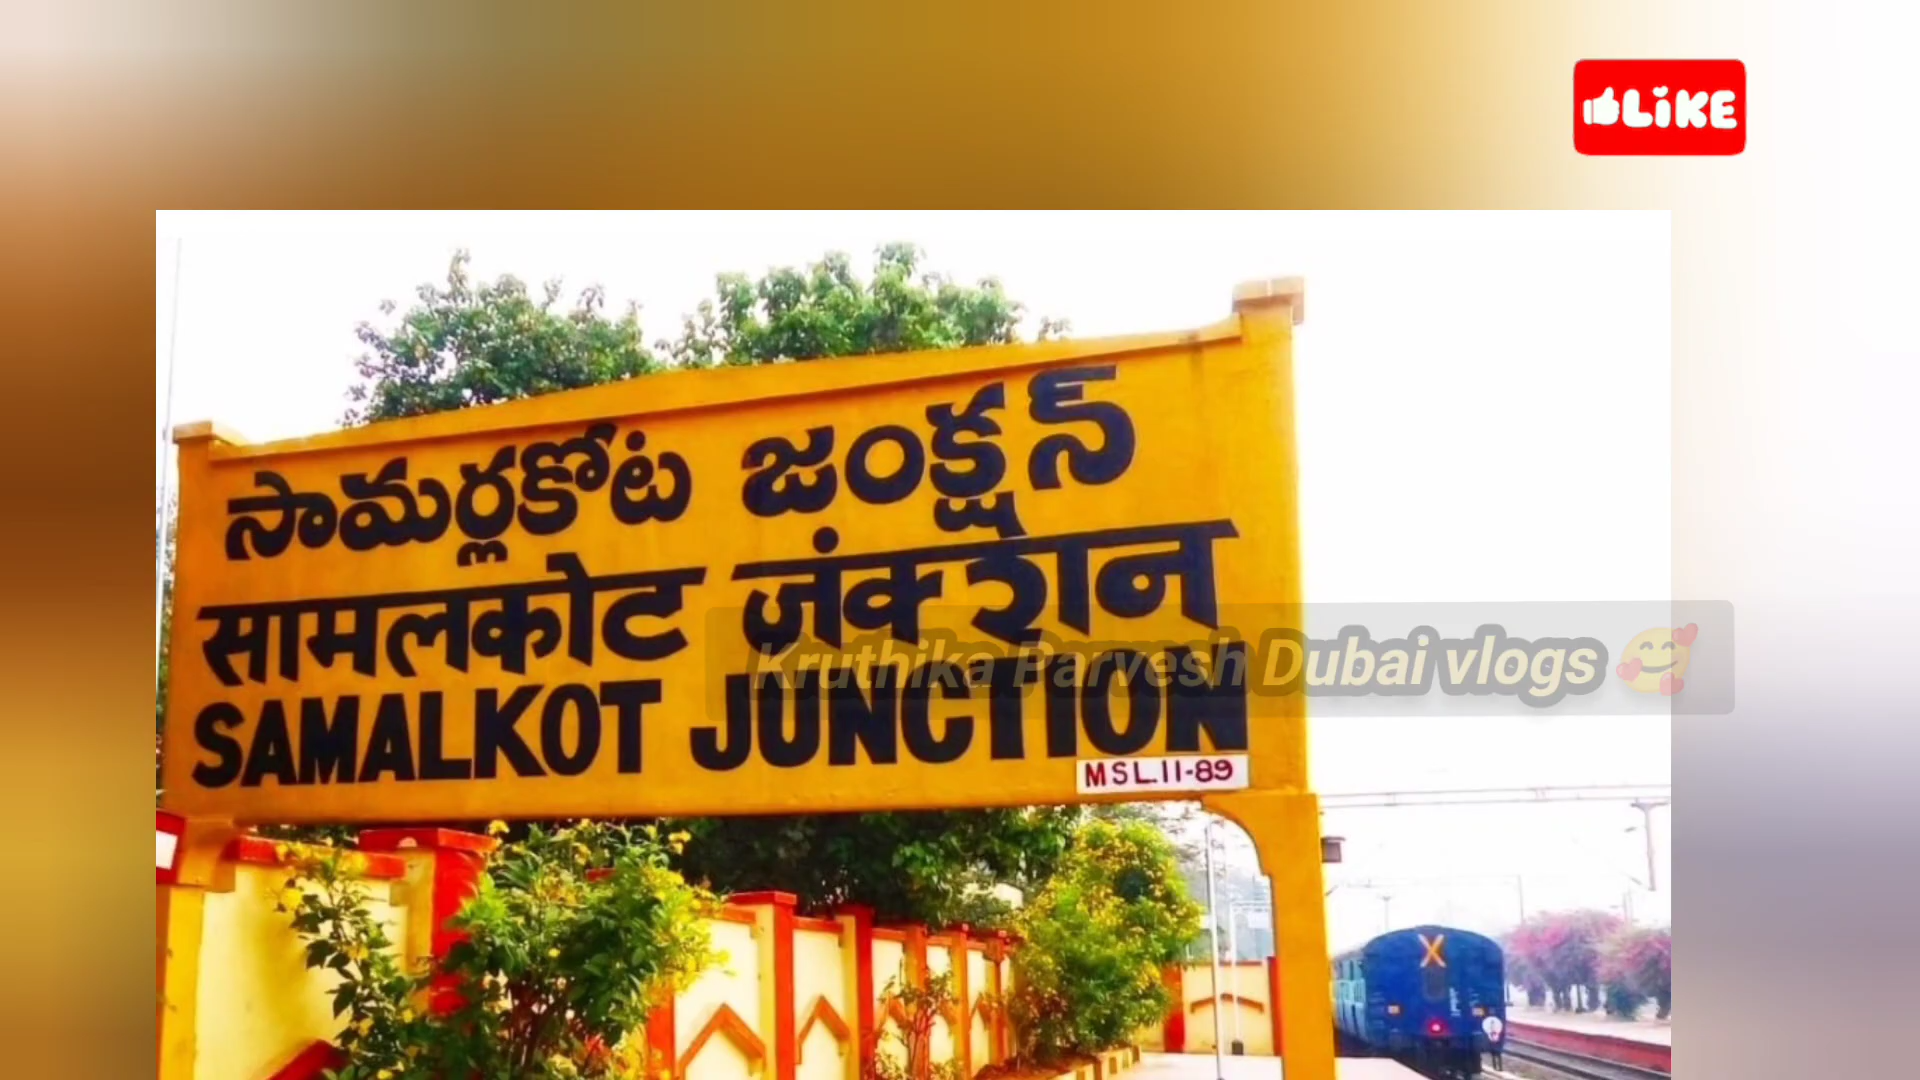 LIKE
సామర్లకోట జంక్షన్
सामलकोट जंक्शन
Kruthika Parvesh Dubai vlogs 🥰
SAMALKOT JUNCTION
MSL.11-89
X